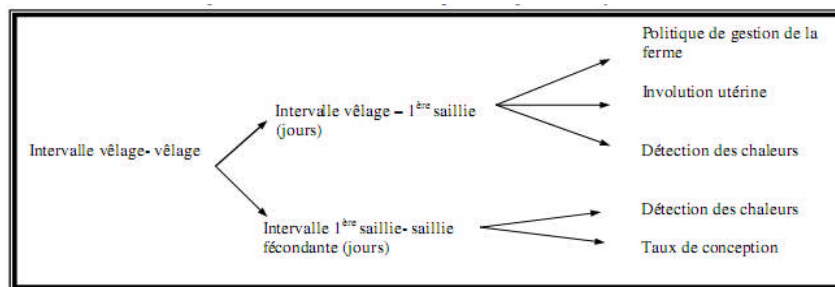 Politique de gestion de la
ferme
Intervalle vêlage – 1ère saillie
(jours)
Involution utérine
Intervalle vêlage- vêlage
Détection des chaleurs
Intervalle 1ère saillie- saillie
fécondante (jours)
Détection des chaleurs
Taux de conception